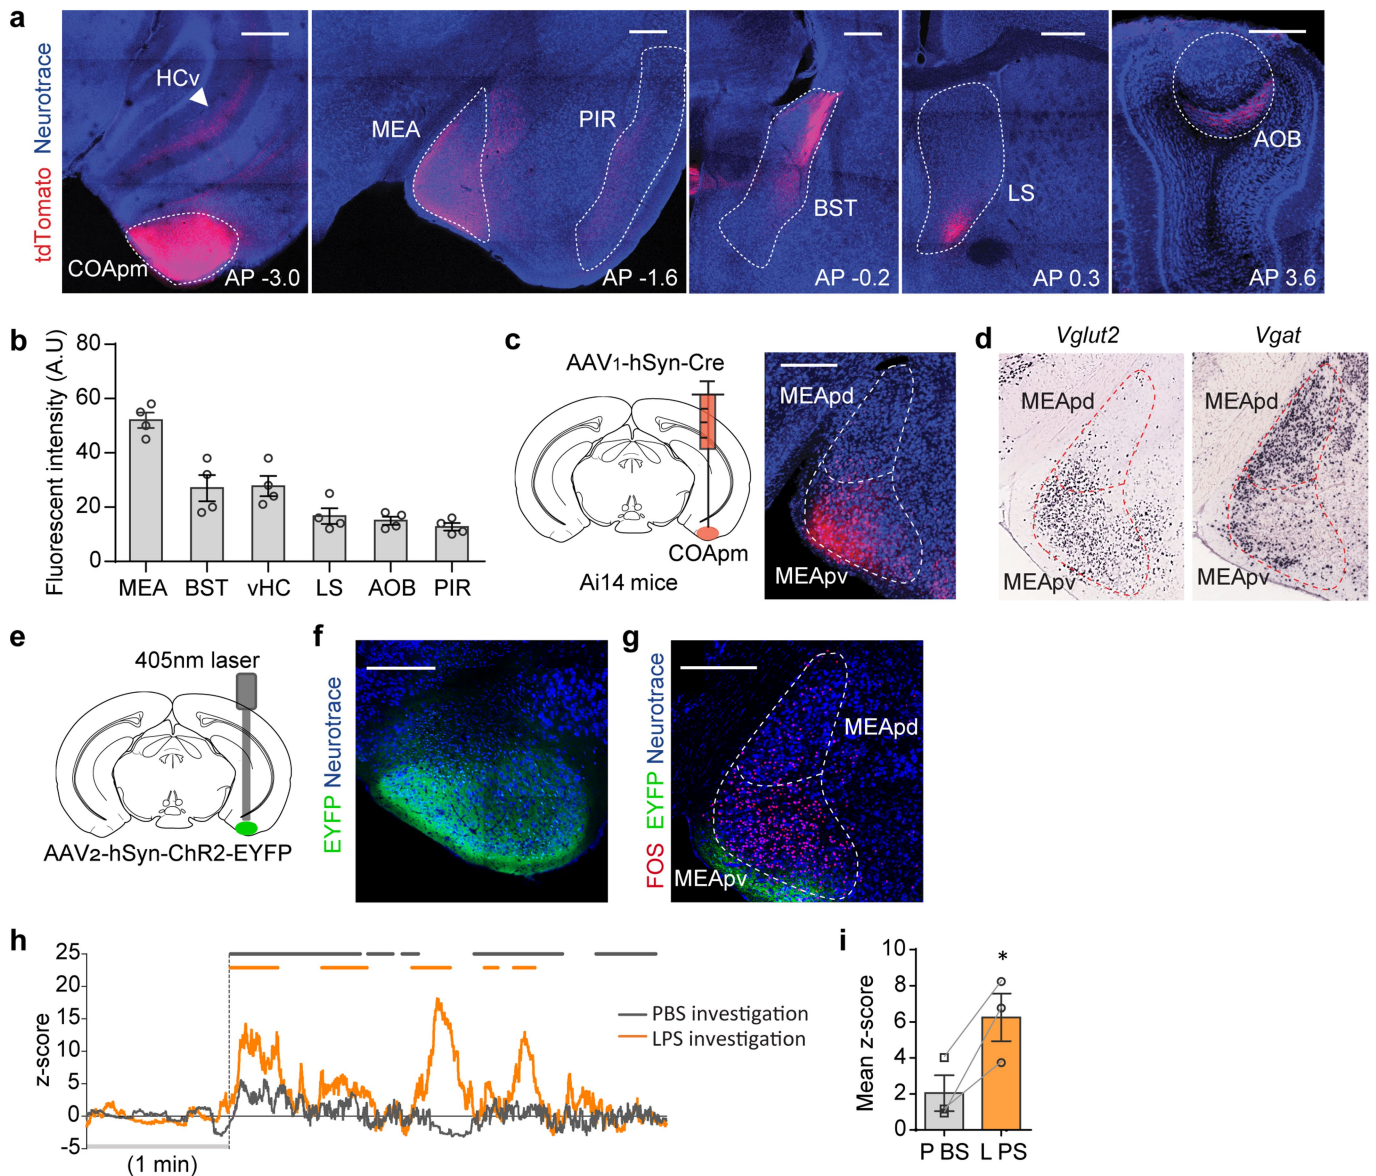 a
tdTomato Neurotrace
HCv
COApm
AP -3.0
MEA
PIR
AP -1.6
BST
AP -0.2
LS
AP 0.3
AOB
AP 3.6
b
Fluorescent intensity (A.U)
80
60
40
20
0
MEA BST vHC LS AOB PIR
c
AAV1-hSyn-Cre
COApm
Ai14 mice
MEApd
MEApv
d
Vglut2
MEApd
MEApv
Vgat
MEApd
MEApv
e
405nm laser
AAV2-hSyn-ChR2-EYFP
f
EYFP Neurotrace
g
FOS EYFP Neurotrace
MEApd
MEApv
h
z-score
25
20
15
10
5
0
-5
(1 min)
PBS investigation
LPS investigation
i
Mean z-score
10
8
6
4
2
0
*
P BS L PS